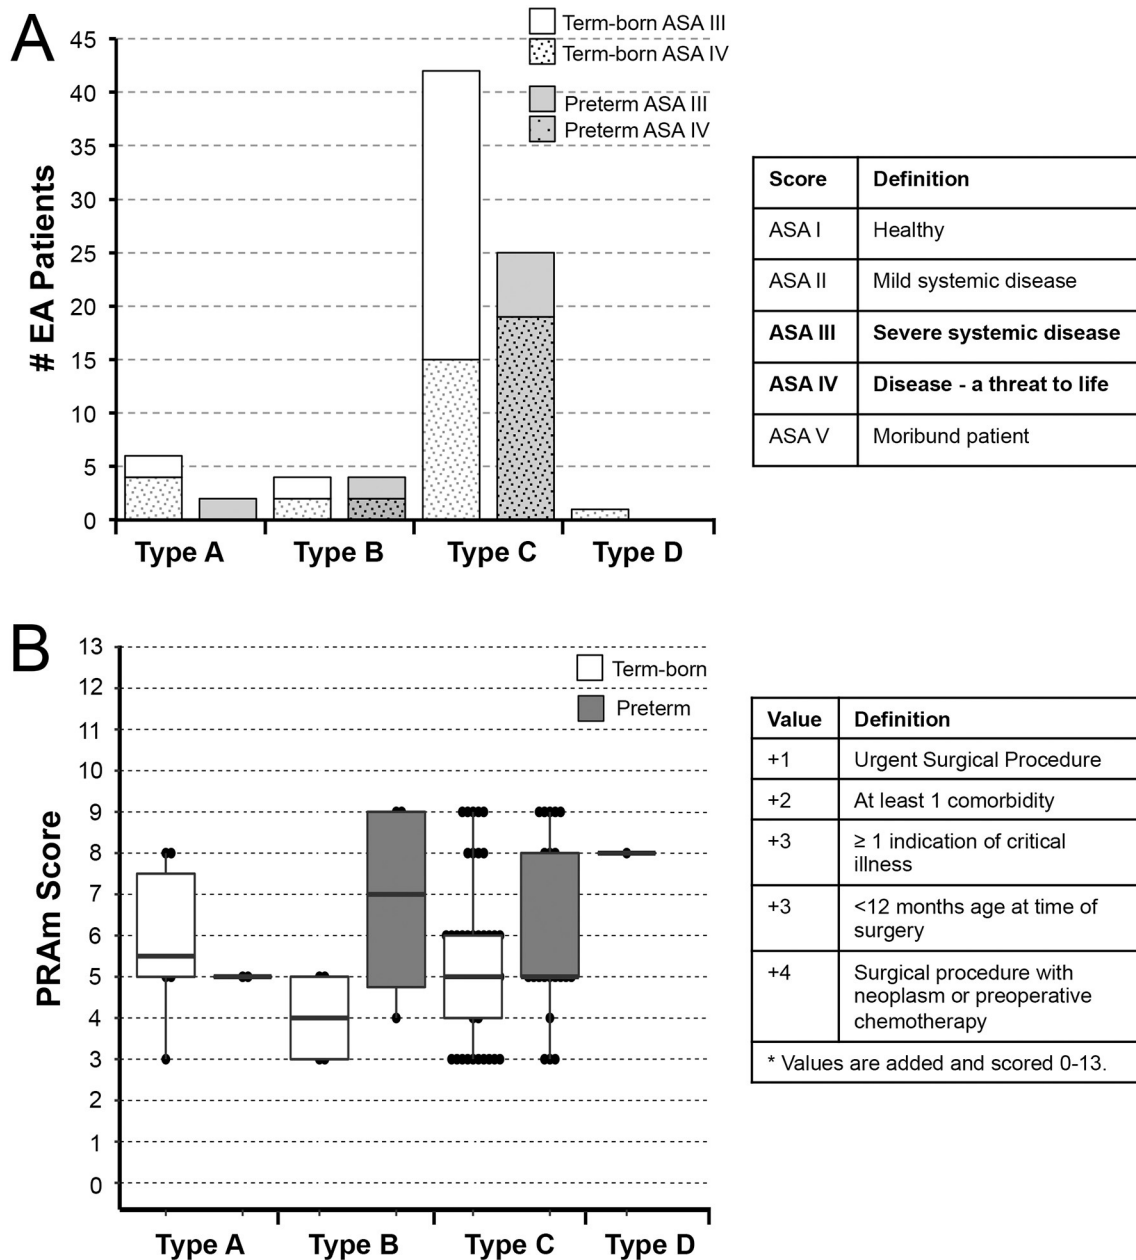 A
Term-born ASA III
Term-born ASA IV
Preterm ASA III
Preterm ASA IV
# EA Patients
45
40
35
30
25
20
15
10
5
0
Type A
Type B
Type C
Type D
Score Definition
ASA I Healthy
ASA II Mild systemic disease
ASA III Severe systemic disease
ASA IV Disease - a threat to life
ASA V Moribund patient
B
Term-born
Preterm
PRAm Score
13
12
11
10
9
8
7
6
5
4
3
2
1
0
Type A
Type B
Type C
Type D
Value Definition
+1 Urgent Surgical Procedure
+2 At least 1 comorbidity
+3 ≥ 1 indication of critical
illness
+3 <12 months age at time of
surgery
+4 Surgical procedure with
neoplasm or preoperative
chemotherapy
* Values are added and scored 0-13.